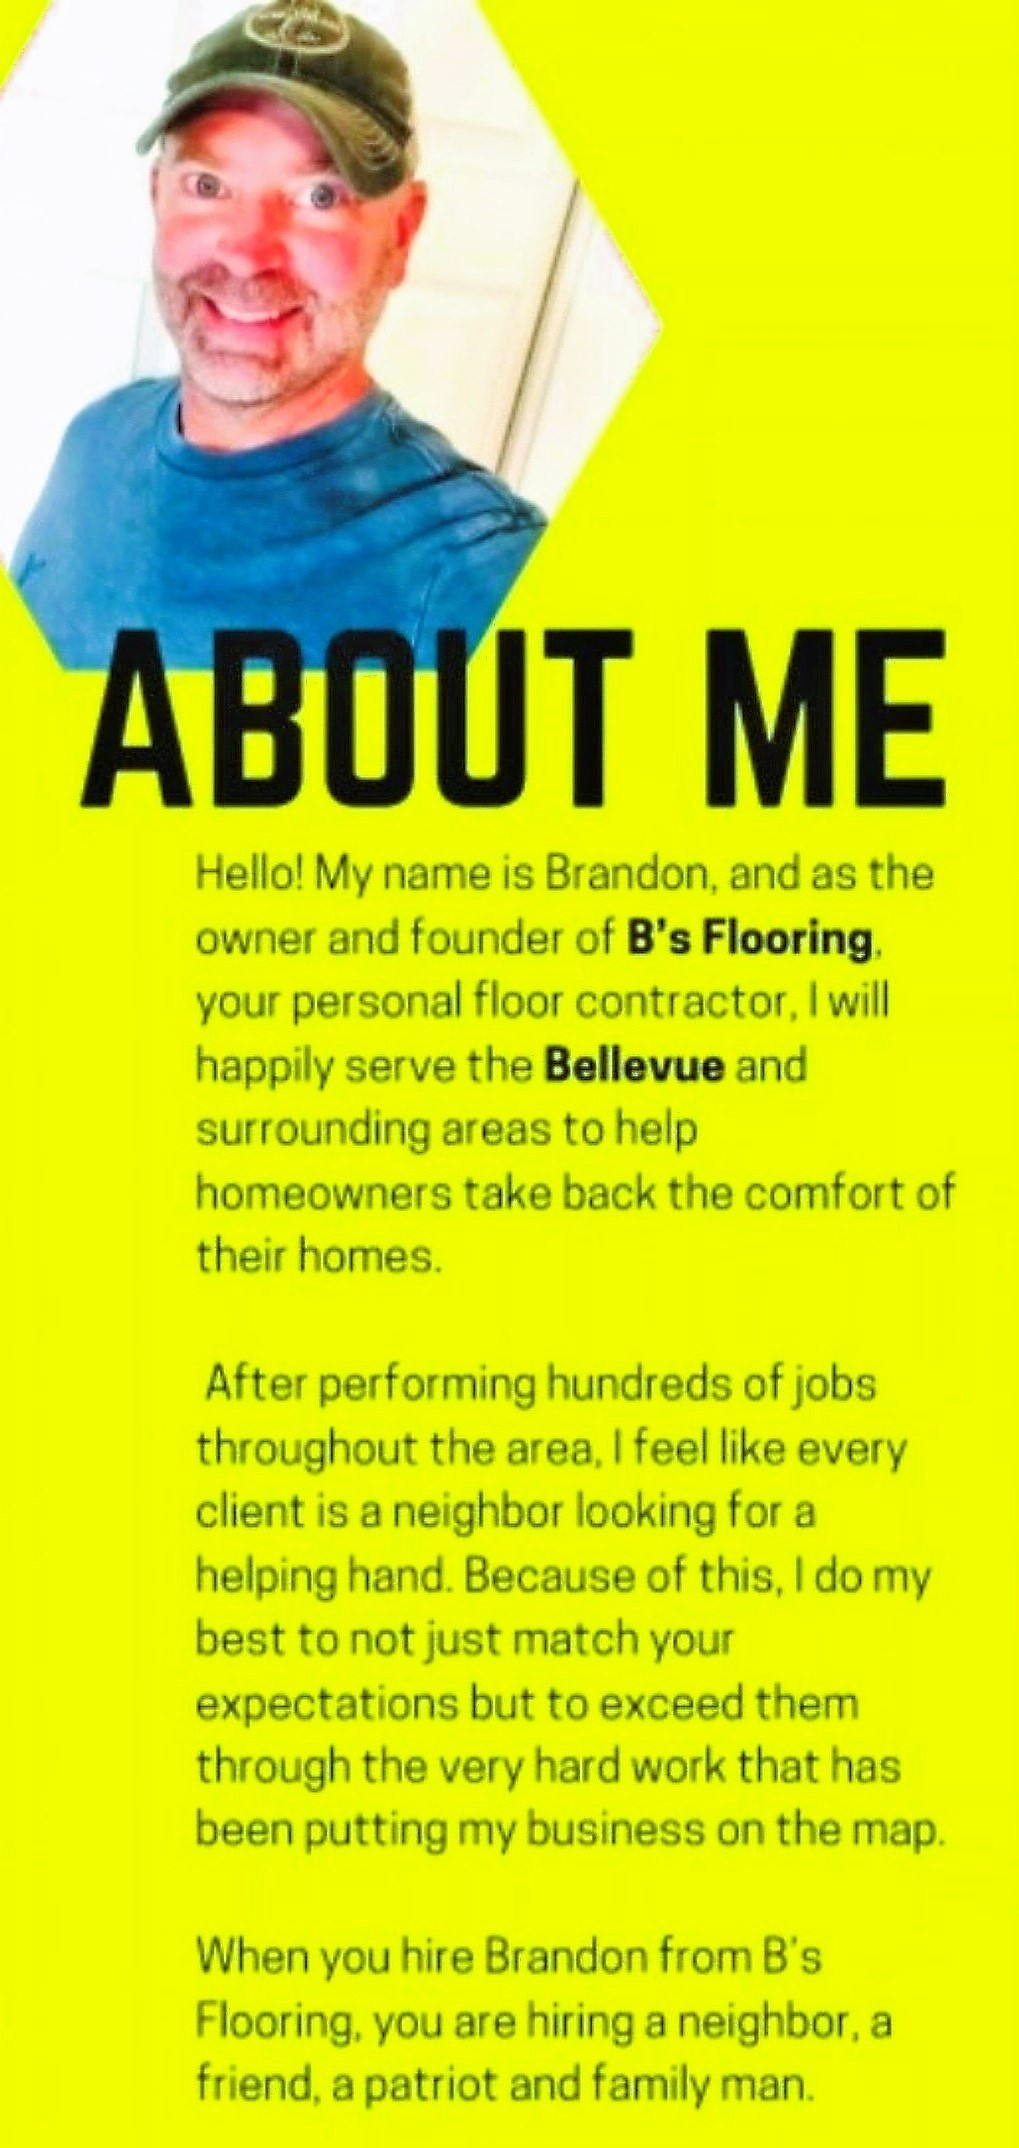 ABOUT ME
Hello! My name is Brandon, and as the
owner and founder of B's Flooring,
your personal floor contractor, I will
happily serve the Bellevue and
surrounding areas to help
homeowners take back the comfort of
their homes.
After performing hundreds of jobs
throughout the area, I feel like every
client is a neighbor looking for a
helping hand. Because of this, I do my
best to not just match your
expectations but to exceed them
through the very hard work that has
been putting my business on the map.
When you hire Brandon from B's
Flooring, you are hiring a neighbor, a
friend, a patriot and family man.